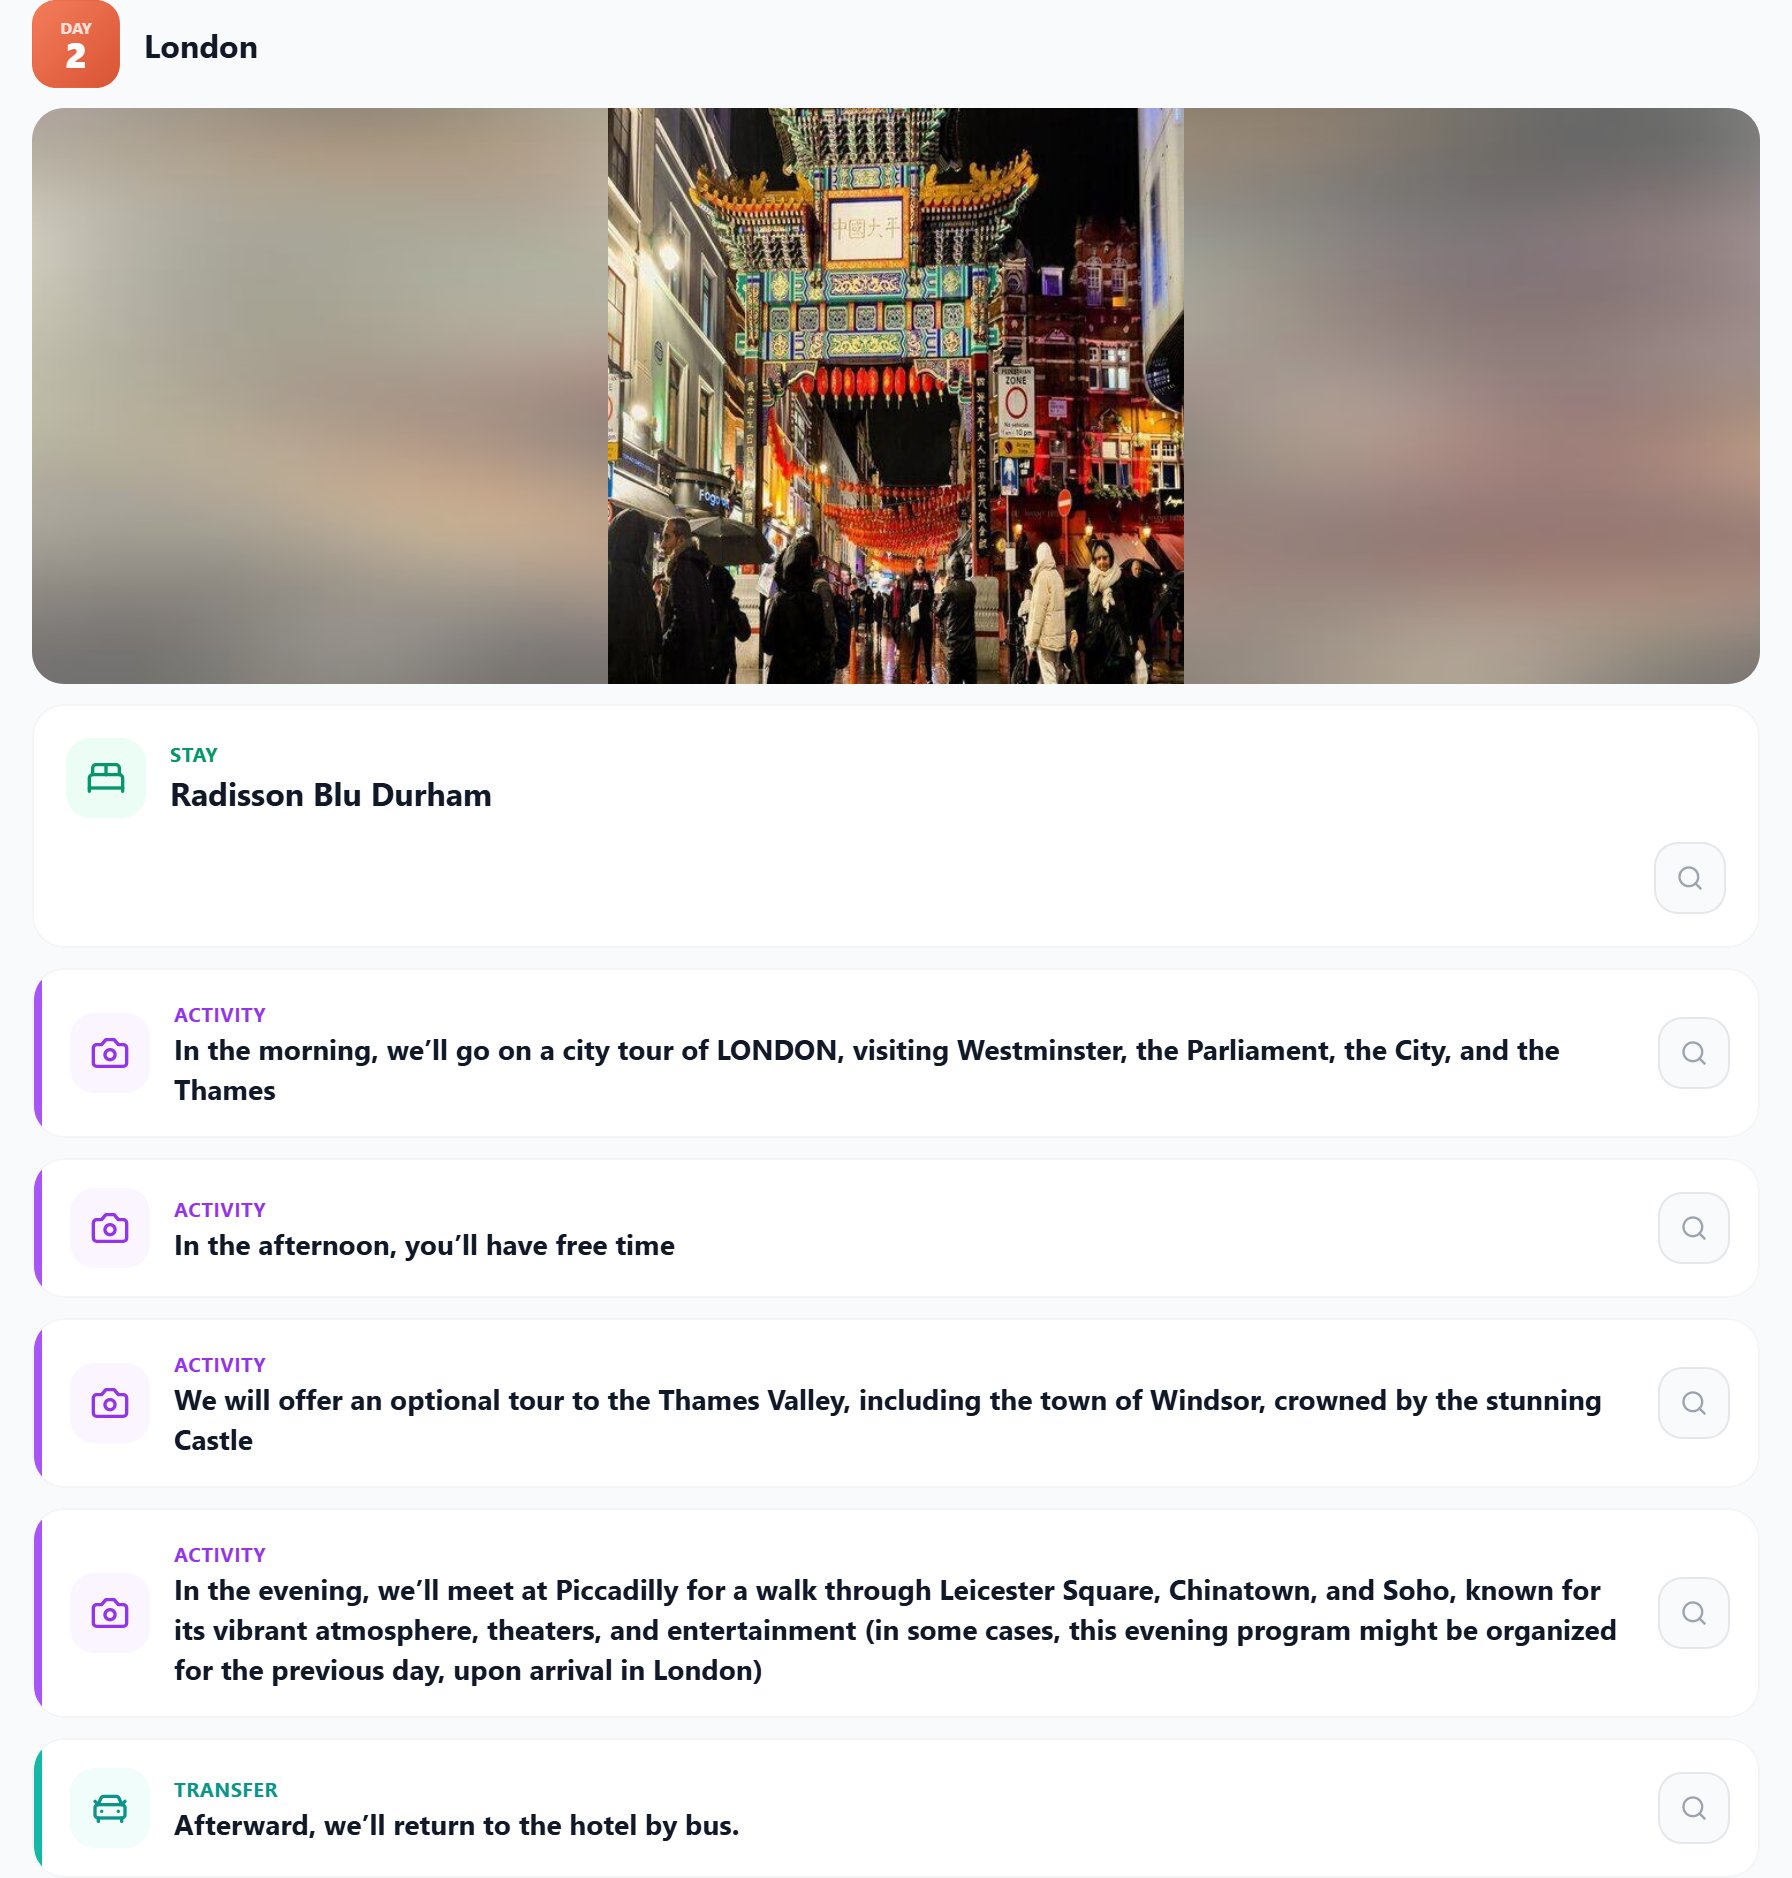 DAY
2
London
中國大平
PEDESTRIAN
ZONE
No vehicles
STAY
Radisson Blu Durham
ACTIVITY
In the morning, we’ll go on a city tour of LONDON, visiting Westminster, the Parliament, the City, and the
Thames
ACTIVITY
In the afternoon, you’ll have free time
ACTIVITY
We will offer an optional tour to the Thames Valley, including the town of Windsor, crowned by the stunning
Castle
ACTIVITY
In the evening, we’ll meet at Piccadilly for a walk through Leicester Square, Chinatown, and Soho, known for
its vibrant atmosphere, theaters, and entertainment (in some cases, this evening program might be organized
for the previous day, upon arrival in London)
TRANSFER
Afterward, we’ll return to the hotel by bus.